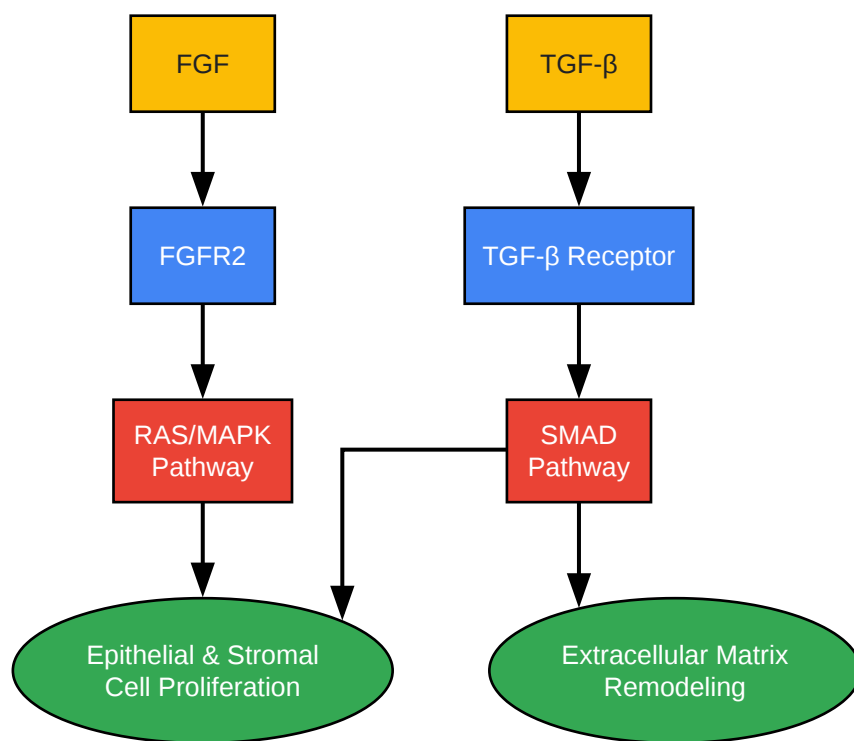 FGF
TGF-β
FGFR2
TGF-β Receptor
RAS/MAPK
Pathway
SMAD
Pathway
Epithelial & Stromal
Cell Proliferation
Extracellular Matrix
Remodeling